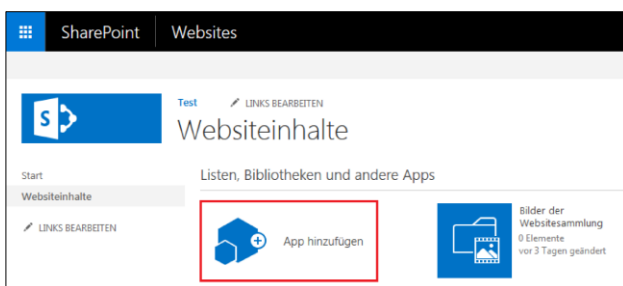 SharePoint Websites
Test LINKS BEARBEITEN
S
Websiteinhalte
Start
Listen, Bibliotheken und andere Apps
Websiteinhalte
LINKS BEARBEITEN
App hinzufügen
Bilder der
Websitesammlung
0 Elemente
vor 3 Tagen geändert